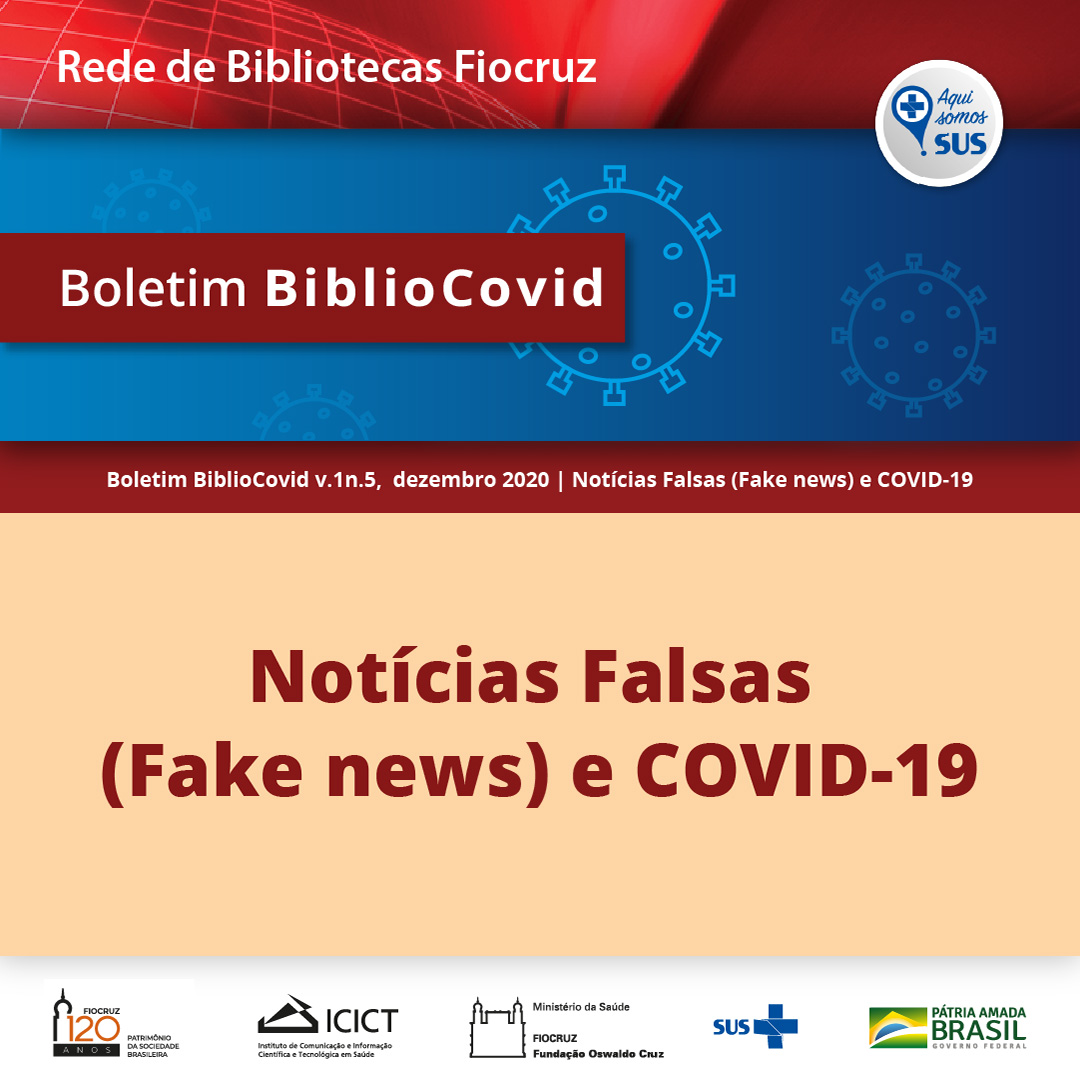 Rede de Bibliotecas Fiocruz
Aqui
somos
SUS
Boletim BiblioCovid
Boletim BiblioCovid v.1n.5,  dezembro 2020 | Notícias Falsas (Fake news) e COVID-19
Notícias Falsas
(Fake news) e COVID-19
FIOCRUZ
120
ANOS
PATRIMÔNIO
DA SOCIEDADE
BRASILEIRA
ICICT
Instituto de Comunicação e Informação
Científica e Tecnológica em Saúde
Ministério da Saúde
FIOCRUZ
Fundação Oswaldo Cruz
SUS
PÁTRIA AMADA
BRASIL
GOVERNO FEDERAL